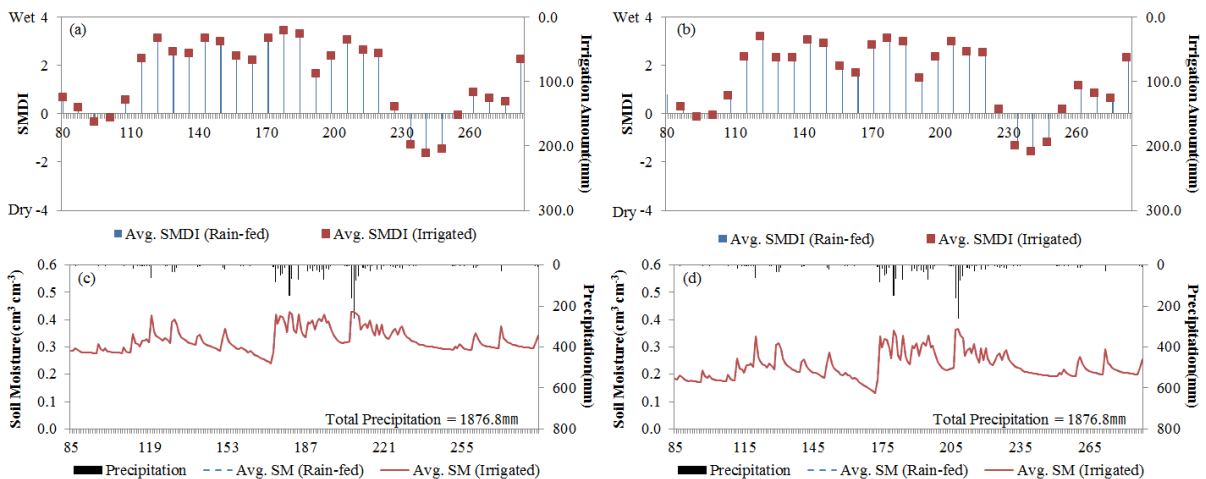 Wet 4
2
0
-2
Dry -4
SMDI
(a)
80 110 140 170 200 230 260
0.0
100.0
200.0
300.0
Irrigation Amount(mm)
Avg. SMDI (Rain-fed) Avg. SMDI (Irrigated)
Wet 4
2
0
-2
Dry -4
SMDI
(b)
80 110 140 170 200 230 260
0.0
100.0
200.0
300.0
Irrigation Amount(mm)
Avg. SMDI (Rain-fed) Avg. SMDI (Irrigated)
0.6
0.5
0.4
0.3
0.2
0.1
0.0
Soil Moisture(cm³ cm⁻³)
(c)
Total Precipitation = 1876.8mm
85 119 153 187 221 255
0
200
400
600
800
Precipitation(mm)
Precipitation Avg. SM (Rain-fed) Avg. SM (Irrigated)
0.6
0.5
0.4
0.3
0.2
0.1
0.0
Soil Moisture(cm³ cm⁻³)
(d)
Total Precipitation = 1876.8mm
85 115 145 175 205 235 265
0
200
400
600
800
Precipitation(mm)
Precipitation Avg. SM (Rain-fed) Avg. SM (Irrigated)